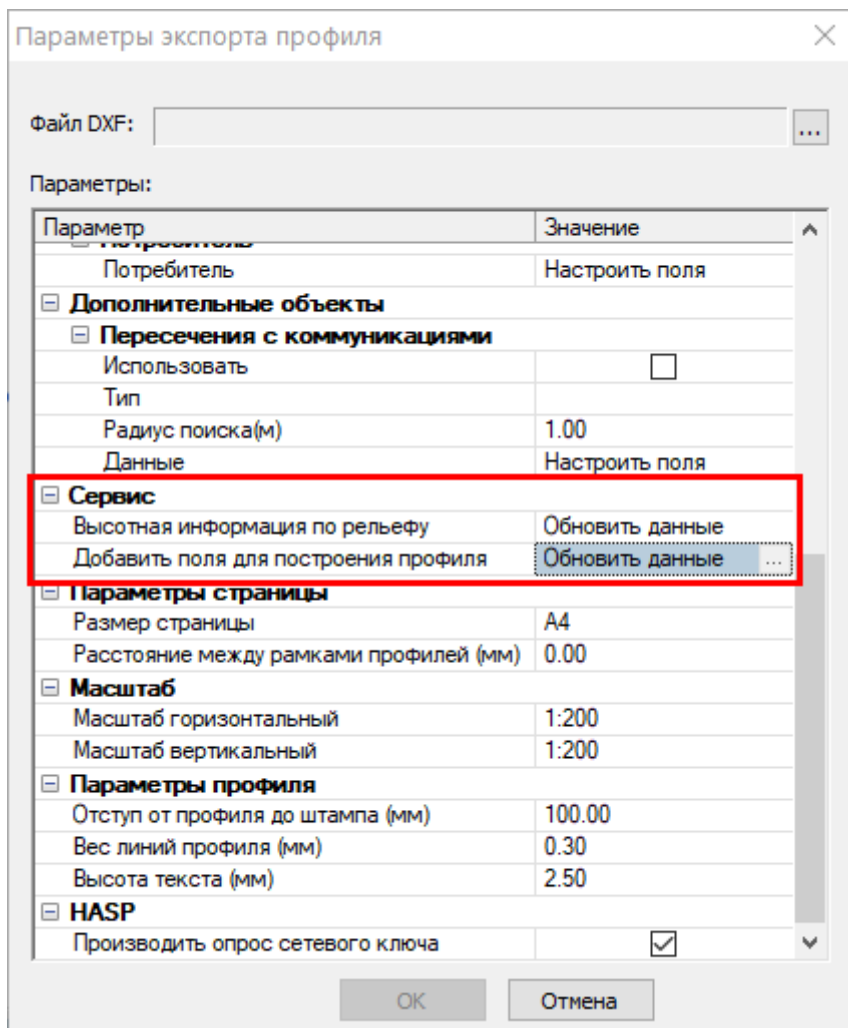 Параметры экспорта профиля
Файл DXF:
...
Параметры:
Параметр Значение
Потребитель
Потребитель Настроить поля
Дополнительные объекты
Пересечения с коммуникациями
Использовать
Тип
Радиус поиска(м) 1.00
Данные Настроить поля
Сервис
Высотная информация по рельефу Обновить данные
Добавить поля для построения профиля Обновить данные ...
Параметры страницы
Размер страницы A4
Расстояние между рамками профилей (мм) 0.00
Масштаб
Масштаб горизонтальный 1:200
Масштаб вертикальный 1:200
Параметры профиля
Отступ от профиля до штампа (мм) 100.00
Вес линий профиля (мм) 0.30
Высота текста (мм) 2.50
HASP
Производить опрос сетевого ключа
OK Отмена